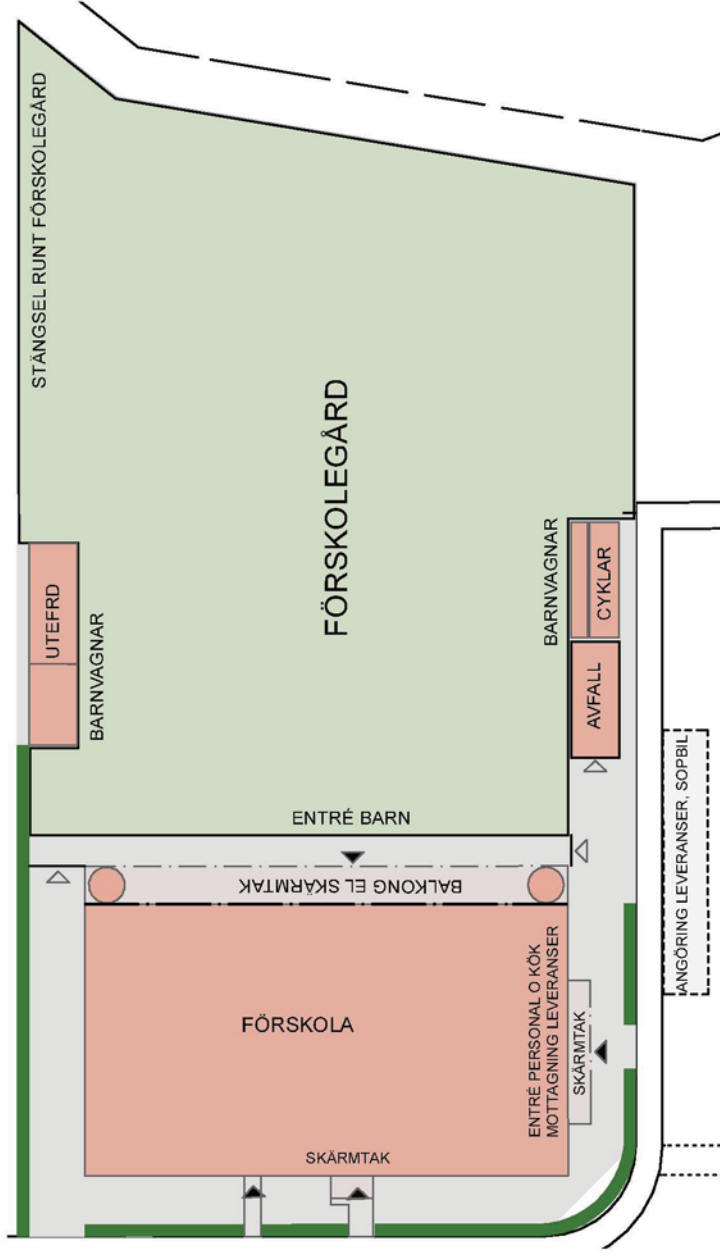 STÄNGSEL RUNT FÖRSKOLEGÅRD
FÖRSKOLEGÅRD
UTEFRD
BARNVAGNAR
BARNVAGNAR
CYKLAR
AVFALL
ENTRÉ BARN
BALKONG EL SKÄRMTAK
ANGÖRING LEVERANSER, SOPBIL
FÖRSKOLA
ENTRÉ PERSONAL O KÖK
MOTTAGNING LEVERANSER
SKÄRMTAK
SKÄRMTAK